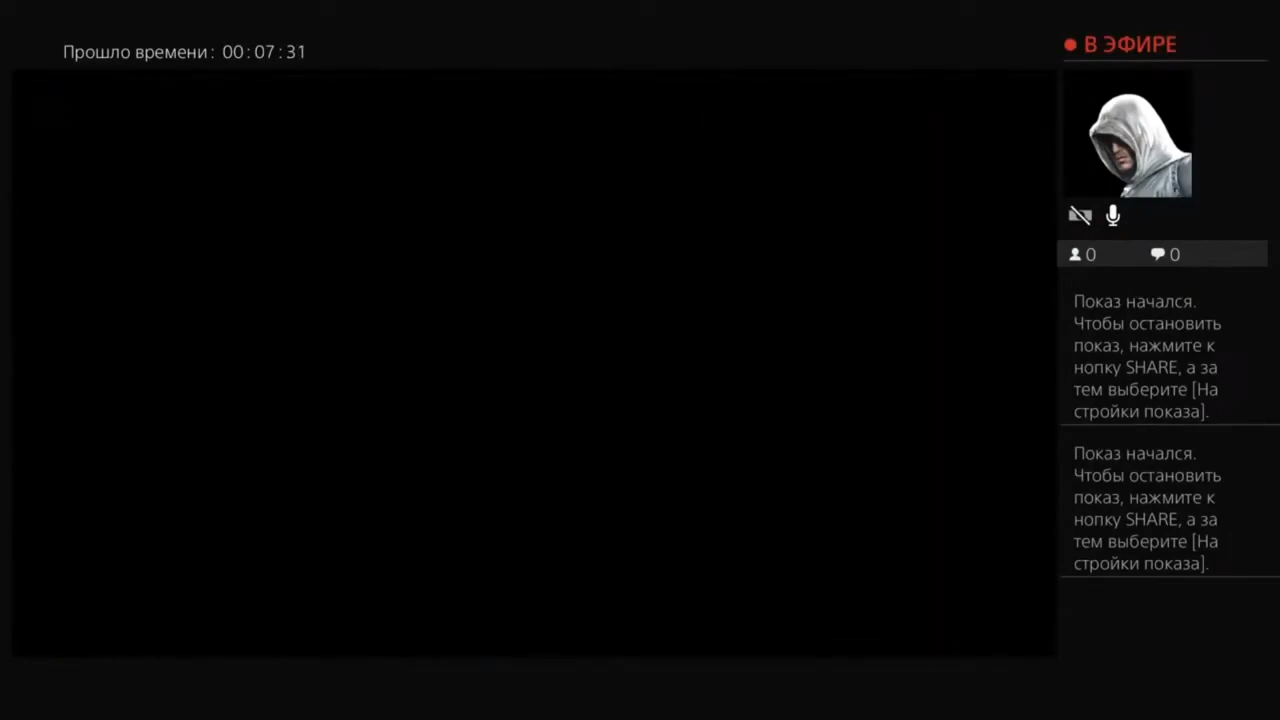 Прошло времени: 00:07:31
В ЭФИРЕ
0
0
Показ начался.
Чтобы остановить
показ, нажмите к
нопку SHARE, а за
тем выберите [На
стройки показа].
Показ начался.
Чтобы остановить
показ, нажмите к
нопку SHARE, а за
тем выберите [На
стройки показа].